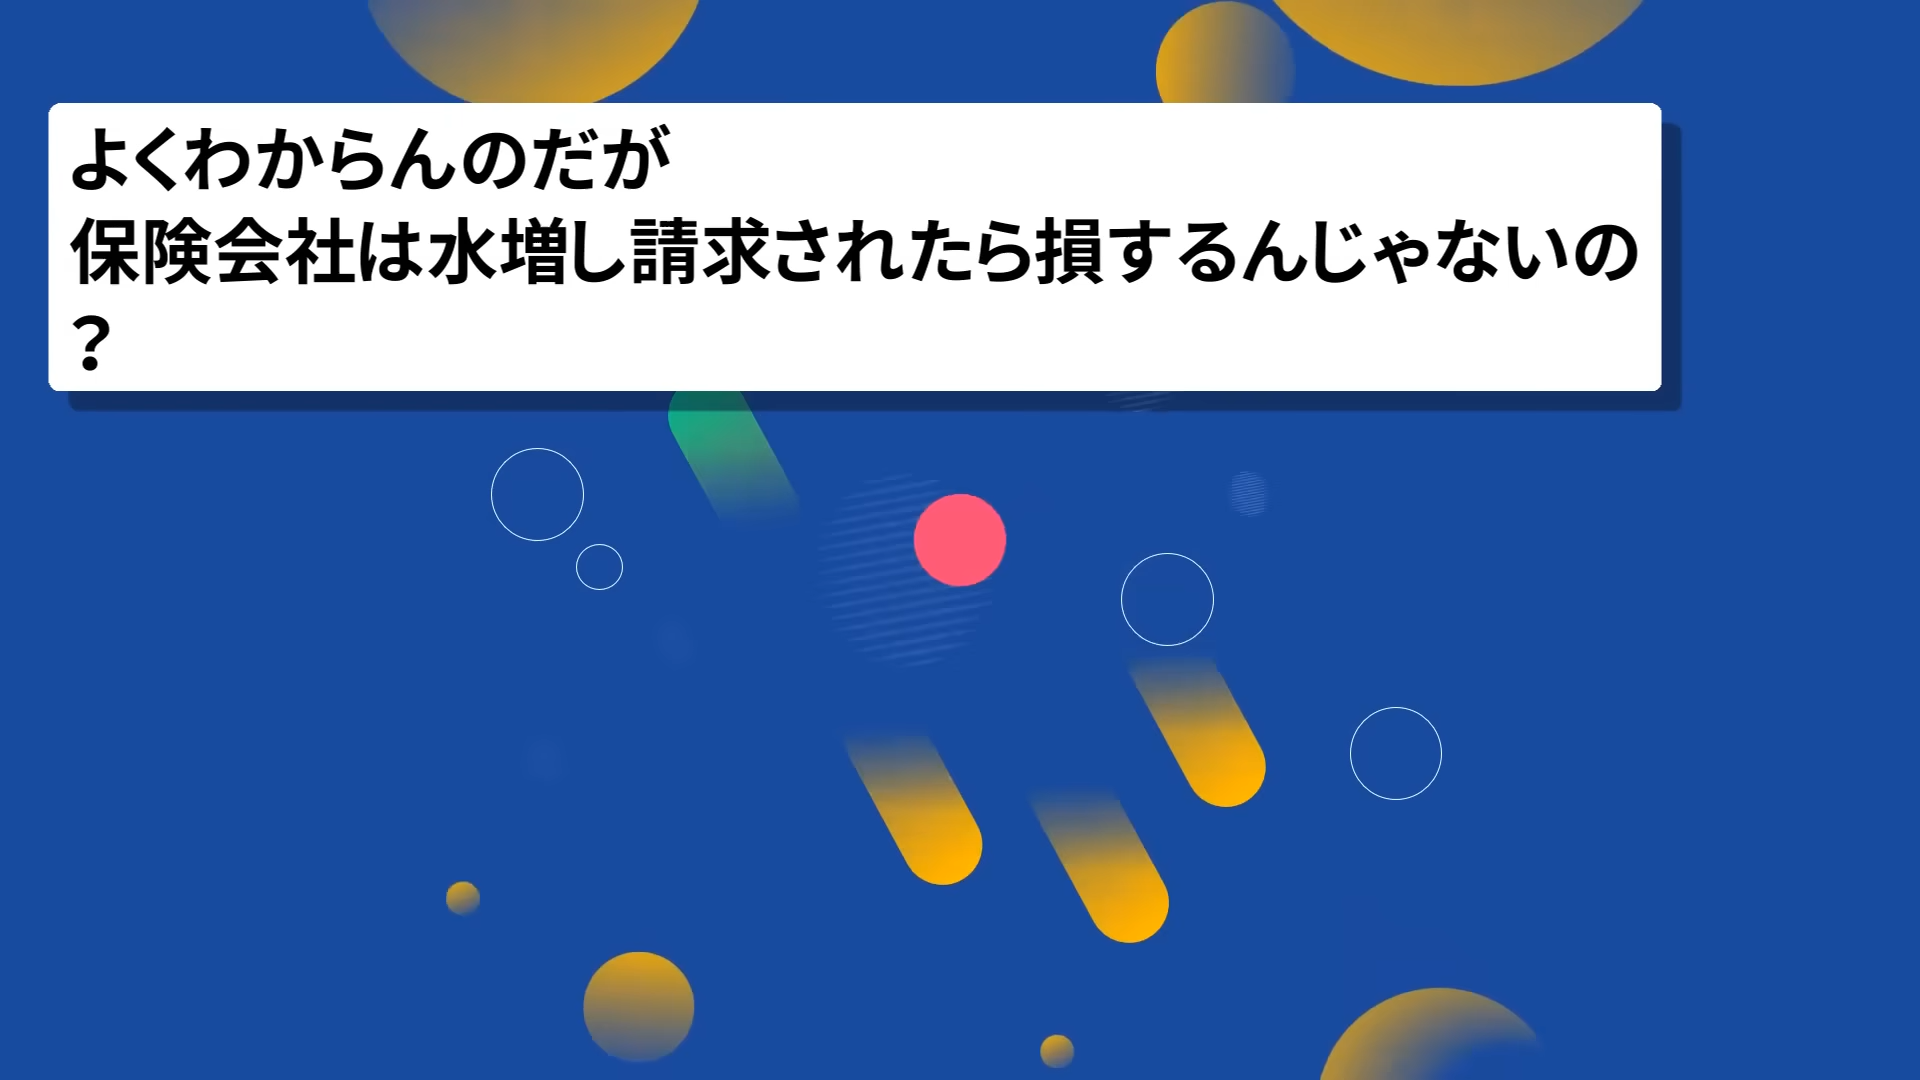 よくわからんのだが
保険会社は水増し請求されたら損するんじゃないの
？